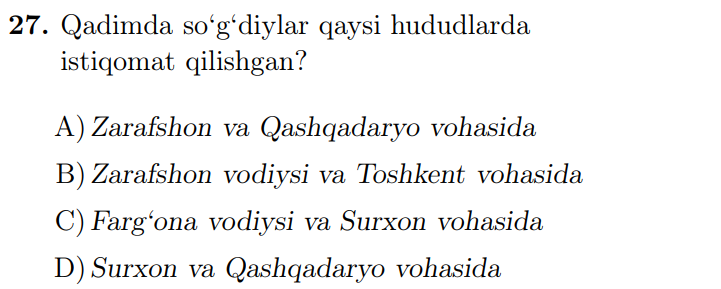 27. Qadimda so‘g‘diylar qaysi hududlarda
istiqomat qilishgan?
A) Zarafshon va Qashqadaryo vohasida
B) Zarafshon vodiysi va Toshkent vohasida
C) Farg‘ona vodiysi va Surxon vohasida
D) Surxon va Qashqadaryo vohasida